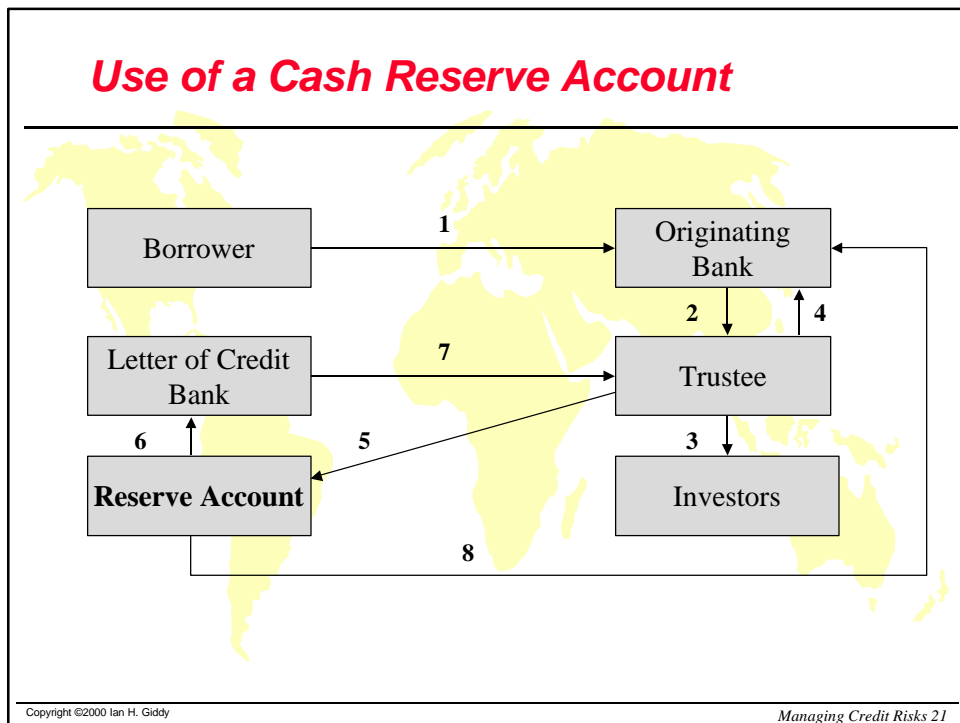 Use of a Cash Reserve Account
1
Borrower
Originating
Bank
2
4
7
Letter of Credit
Bank
Trustee
6
5
3
Reserve Account
Investors
8
Copyright ©2000 Ian H. Giddy
Managing Credit Risks 21